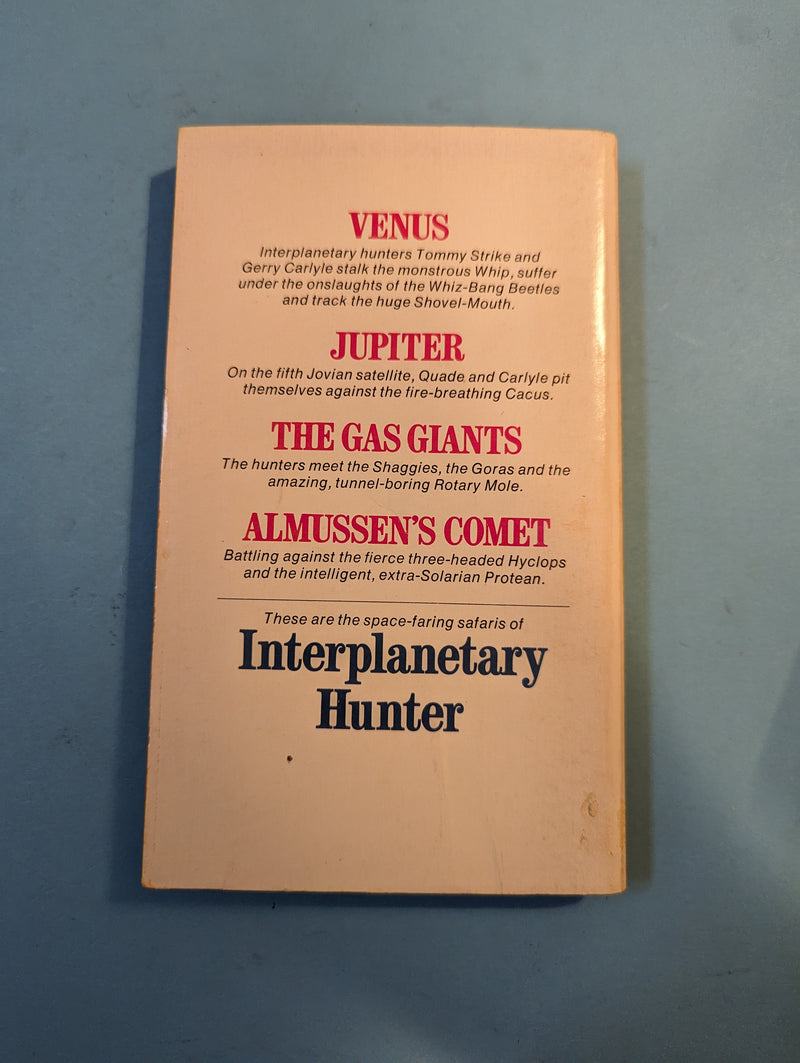 VENUS
Interplanetary hunters Tommy Strike and
Gerry Carlyle stalk the monstrous Whip, suffer
under the onslaughts of the Whiz-Bang Beetles
and track the huge Shovel-Mouth.
JUPITER
On the fifth Jovian satellite, Quade and Carlyle pit
themselves against the fire-breathing Cacus.
THE GAS GIANTS
The hunters meet the Shaggies, the Goras and the
amazing, tunnel-boring Rotary Mole.
ALMUSSEN'S COMET
Battling against the fierce three-headed Hyclops
and the intelligent, extra-Solarian Protean.
These are the space-faring safaris of
Interplanetary
Hunter